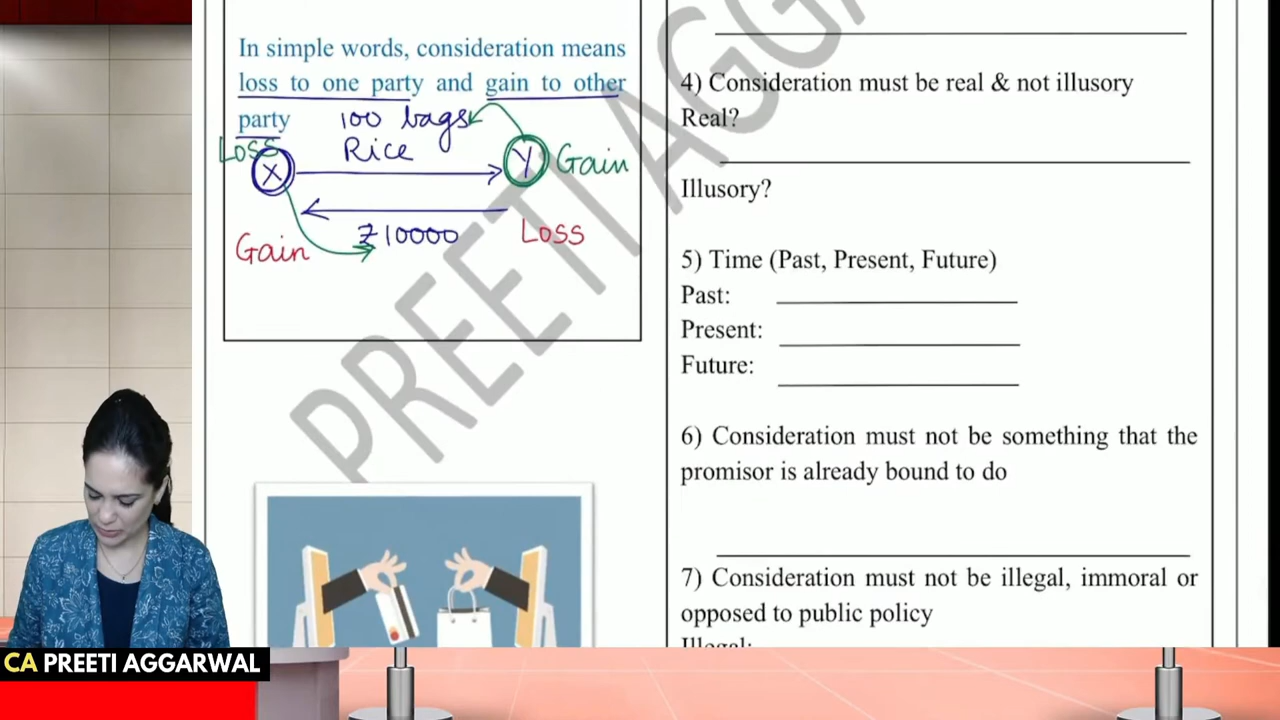 In simple words, consideration means
loss to one party and gain to other
party
100 bags
Rice
Loss
X
Y
Gain
₹10000
Gain
Loss
4) Consideration must be real & not illusory
Real?
Illusory?
5) Time (Past, Present, Future)
Past:
Present:
Future:
6) Consideration must not be something that the
promisor is already bound to do
7) Consideration must not be illegal, immoral or
opposed to public policy
Illegal:
PREETI AGGA
CA PREETI AGGARWAL